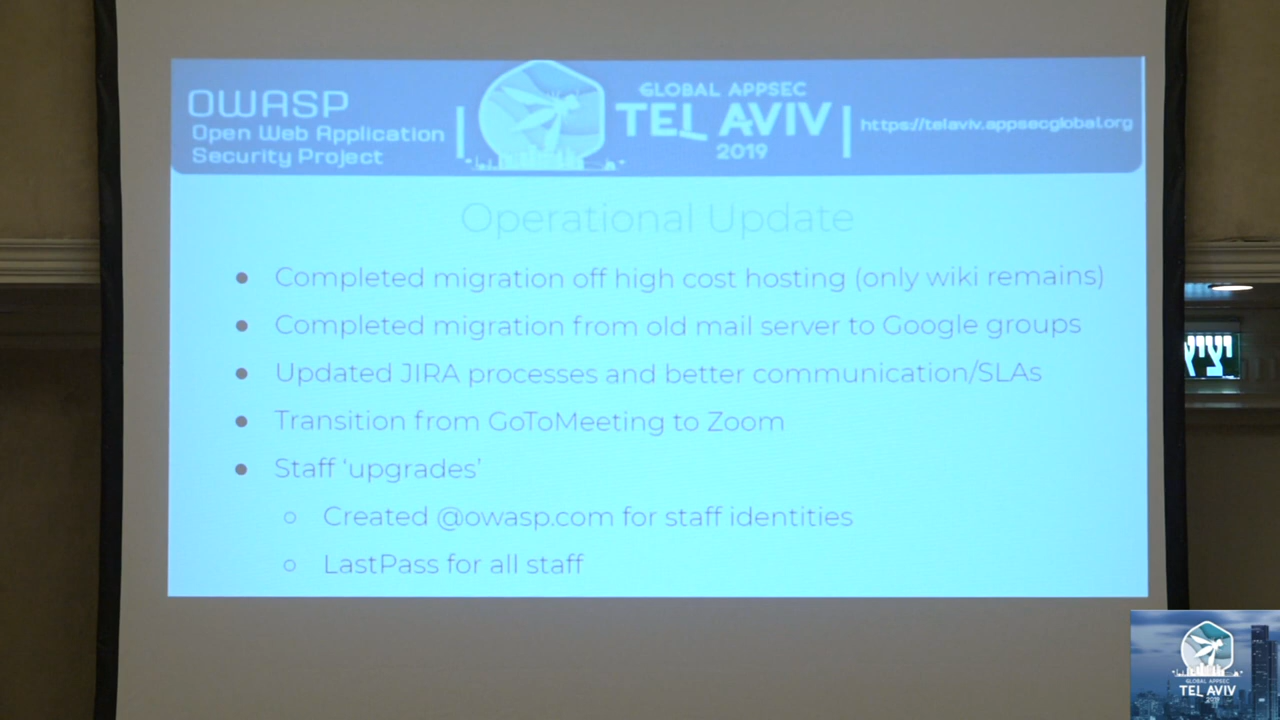 OWASP
Open Web Application
Security Project
GLOBAL APPSEC
TEL AVIV
2019
https://telaviv.appsecglobal.org
Operational Update
● Completed migration off high cost hosting (only wiki remains)
● Completed migration from old mail server to Google groups
● Updated JIRA processes and better communication/SLAs
● Transition from GoToMeeting to Zoom
● Staff ‘upgrades’
○ Created @owasp.com for staff identities
○ LastPass for all staff
GLOBAL APPSEC
TEL AVIV
2019